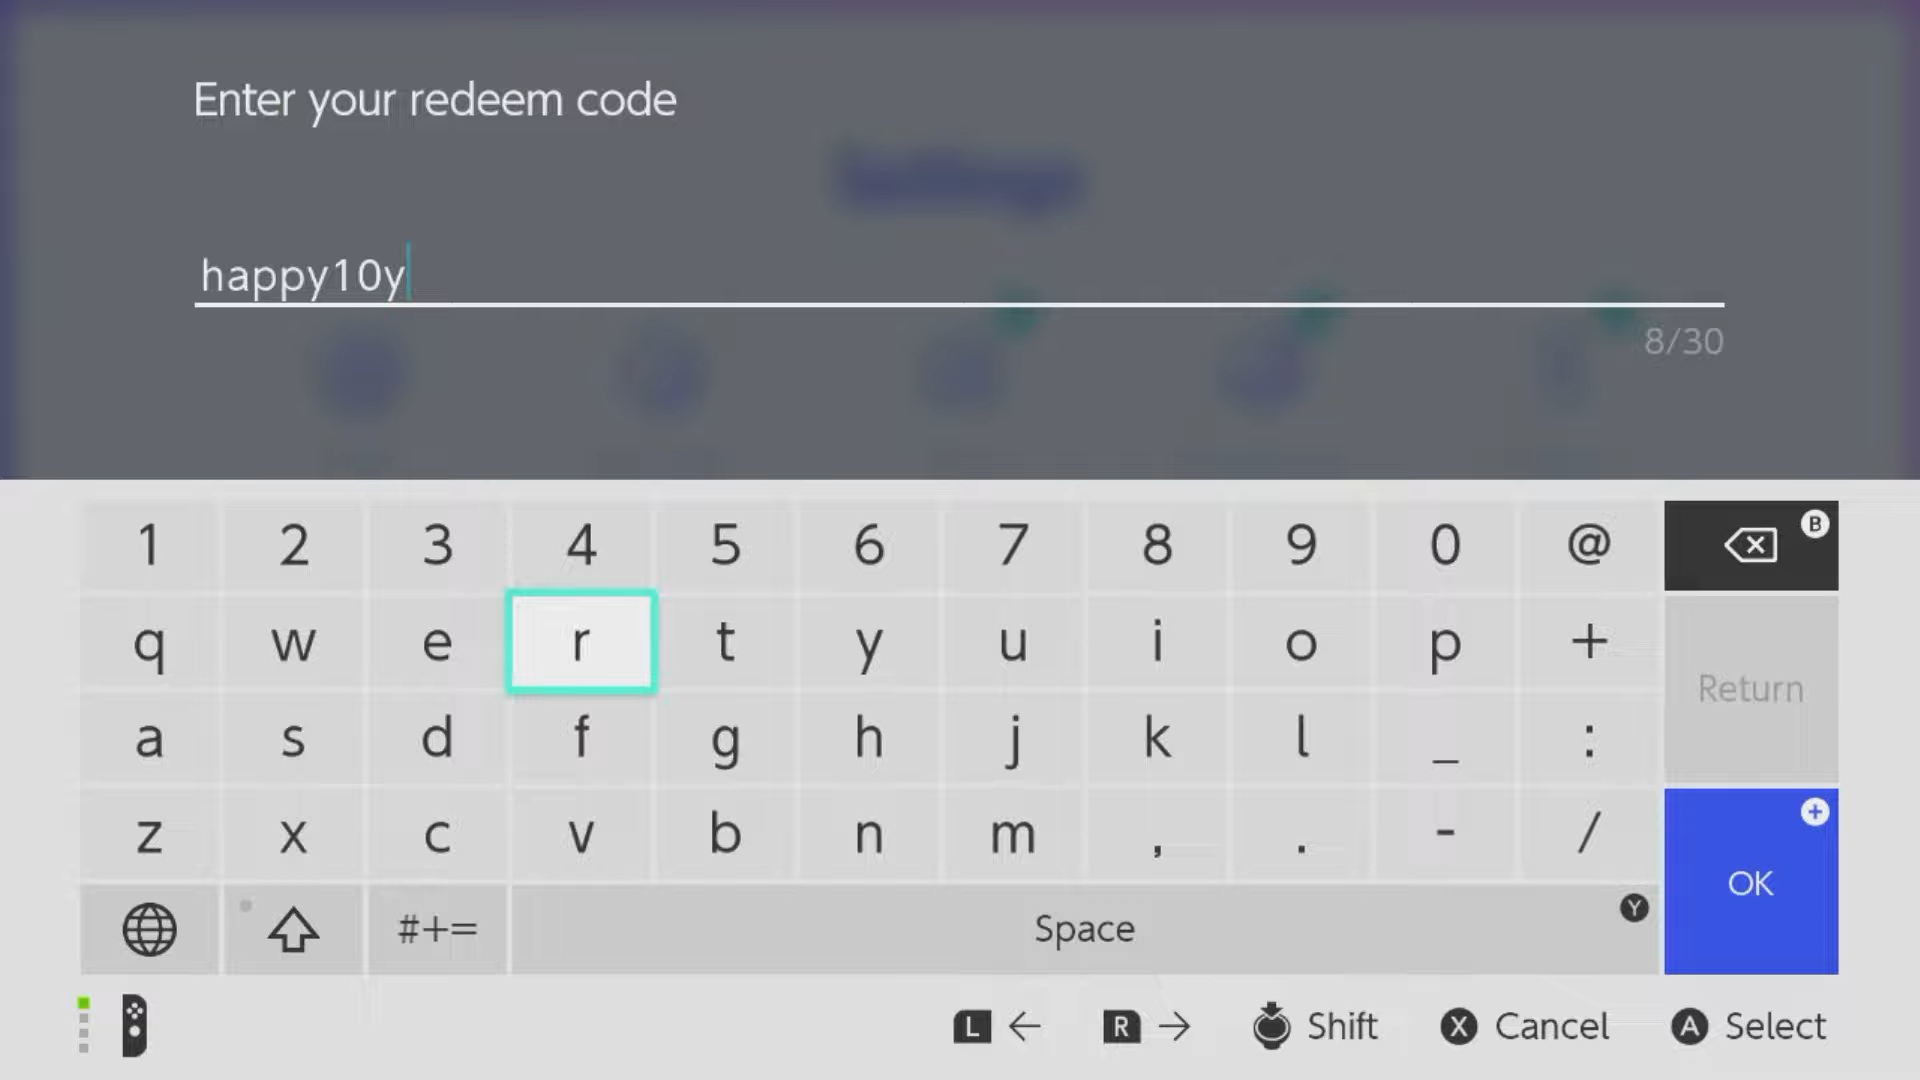 Enter your redeem code
happy10y
8/30
1 2 3 4 5 6 7 8 9 0 @ B
q w e r t y u i o p + Return
a s d f g h j k l _ :
z x c v b n m , . - / + OK
#+= Space Y
L ← R → Shift X Cancel A Select